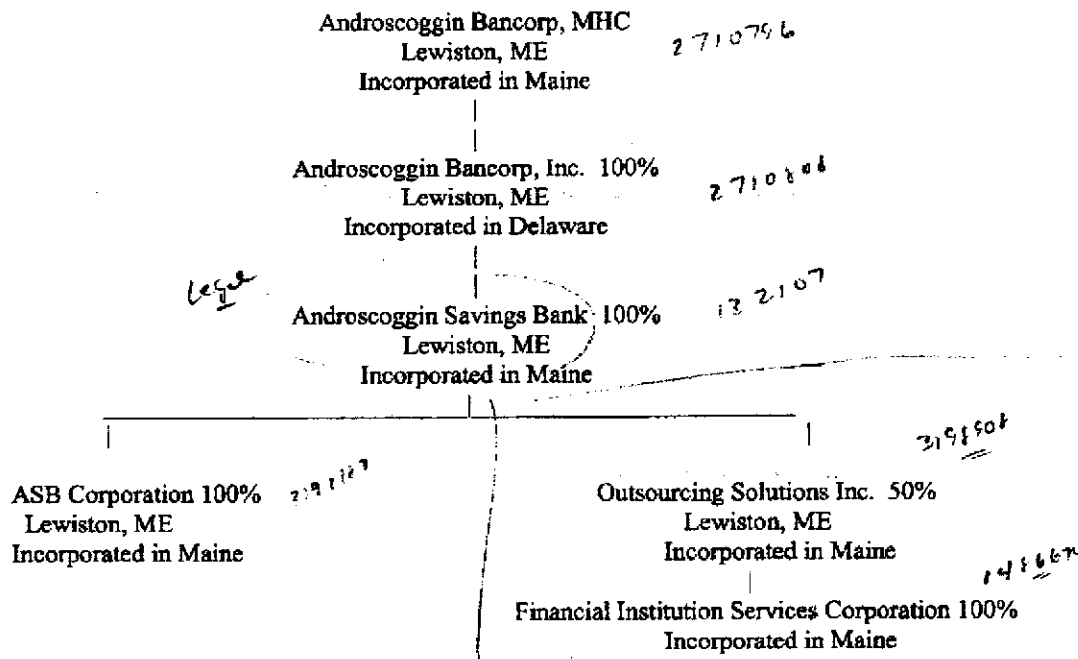 Androscoggin Bancorp, MHC
Lewiston, ME
Incorporated in Maine
2710796
Androscoggin Bancorp, Inc. 100%
Lewiston, ME
Incorporated in Delaware
Legal
Androscoggin Savings Bank 100%
Lewiston, ME
Incorporated in Maine
132107
ASB Corporation 100%
Lewiston, ME
Incorporated in Maine
Outsourcing Solutions Inc. 50%
Lewiston, ME
Incorporated in Maine
Financial Institution Services Corporation 100%
Incorporated in Maine